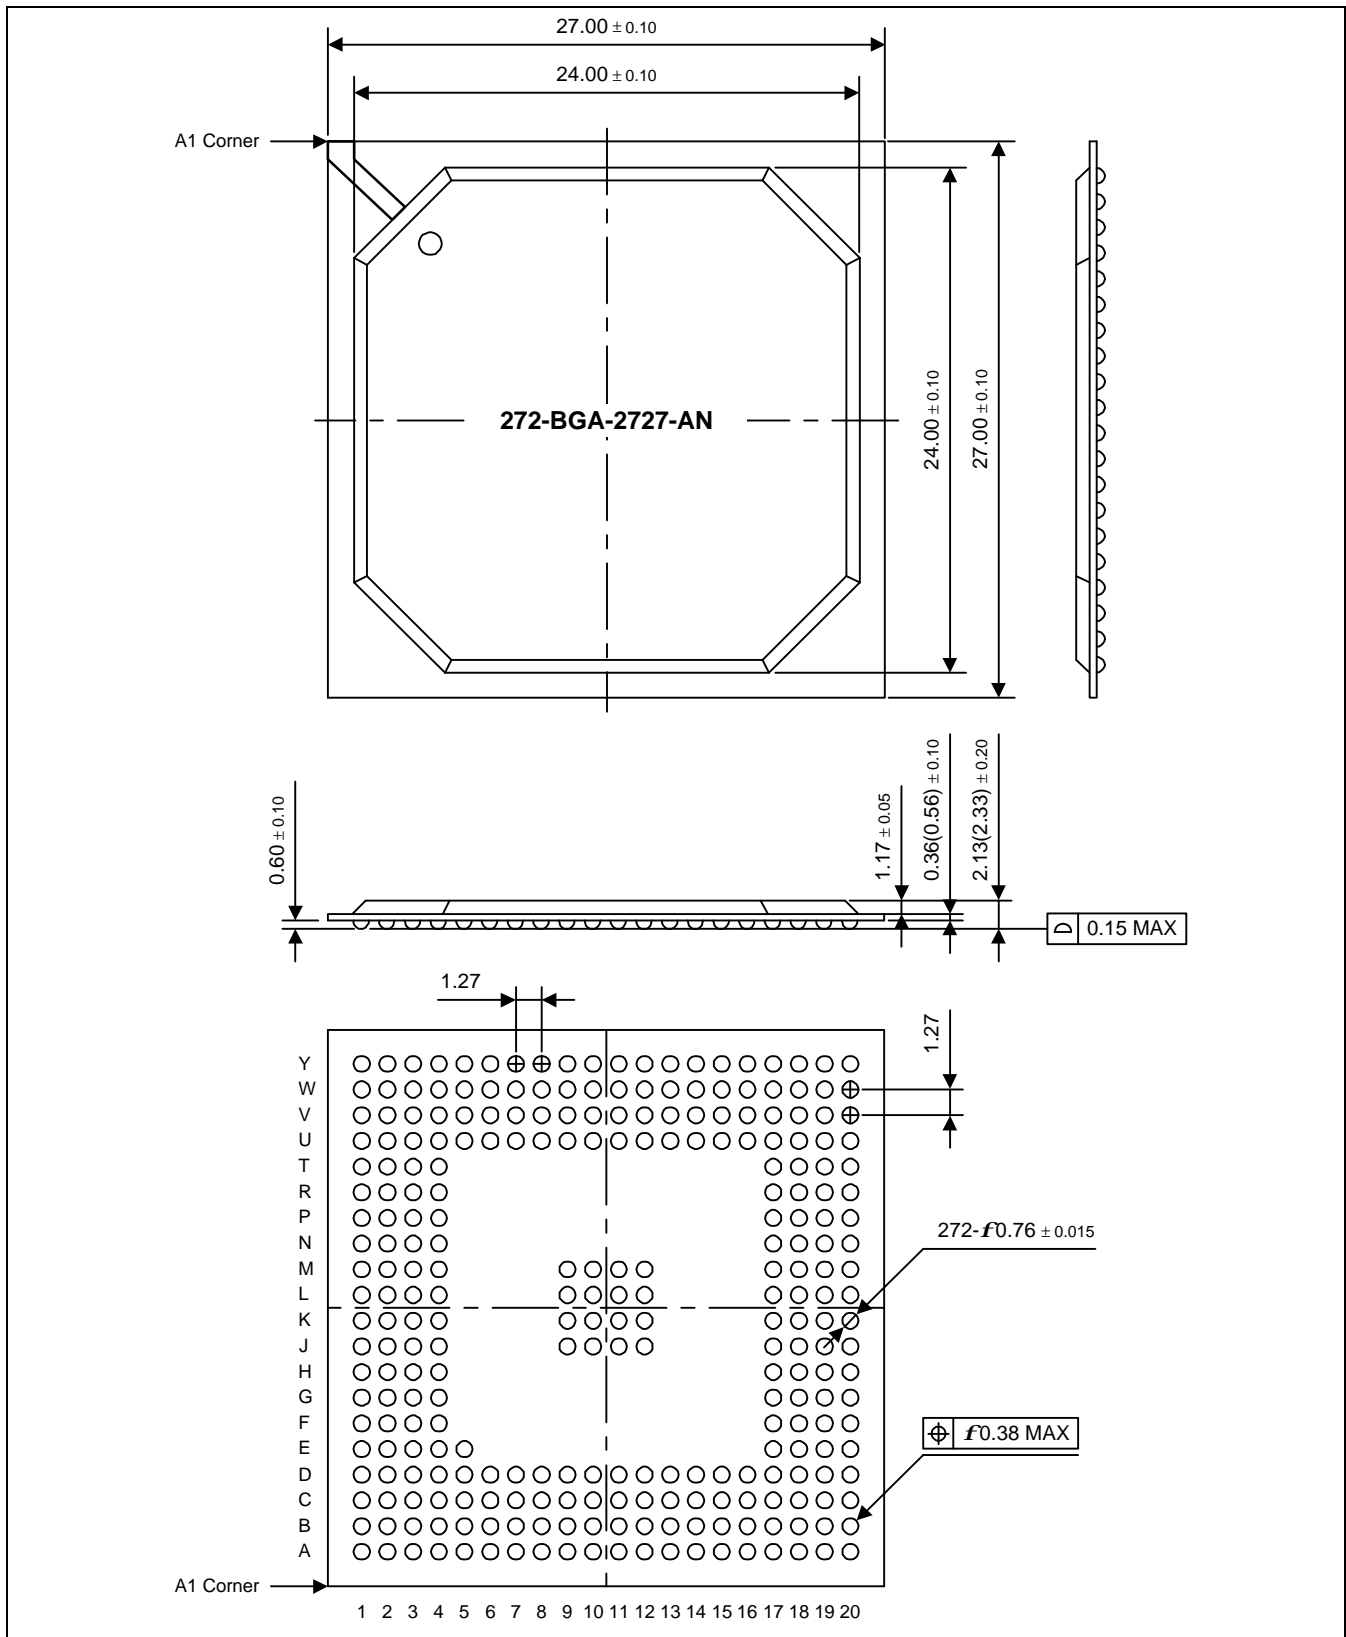 27.00 ± 0.10
24.00 ± 0.10
A1 Corner
272-BGA-2727-AN
24.00 ± 0.10
27.00 ± 0.10
0.60 ± 0.10
1.17 ± 0.05
0.36(0.56) ± 0.10
2.13(2.33) ± 0.20
0.15 MAX
1.27
1.27
Y
W
V
U
T
R
P
N
M
L
K
J
H
G
F
E
D
C
B
A
272-f0.76 ± 0.015
f0.38 MAX
A1 Corner
1 2 3 4 5 6 7 8 9 10 11 12 13 14 15 16 17 18 19 20